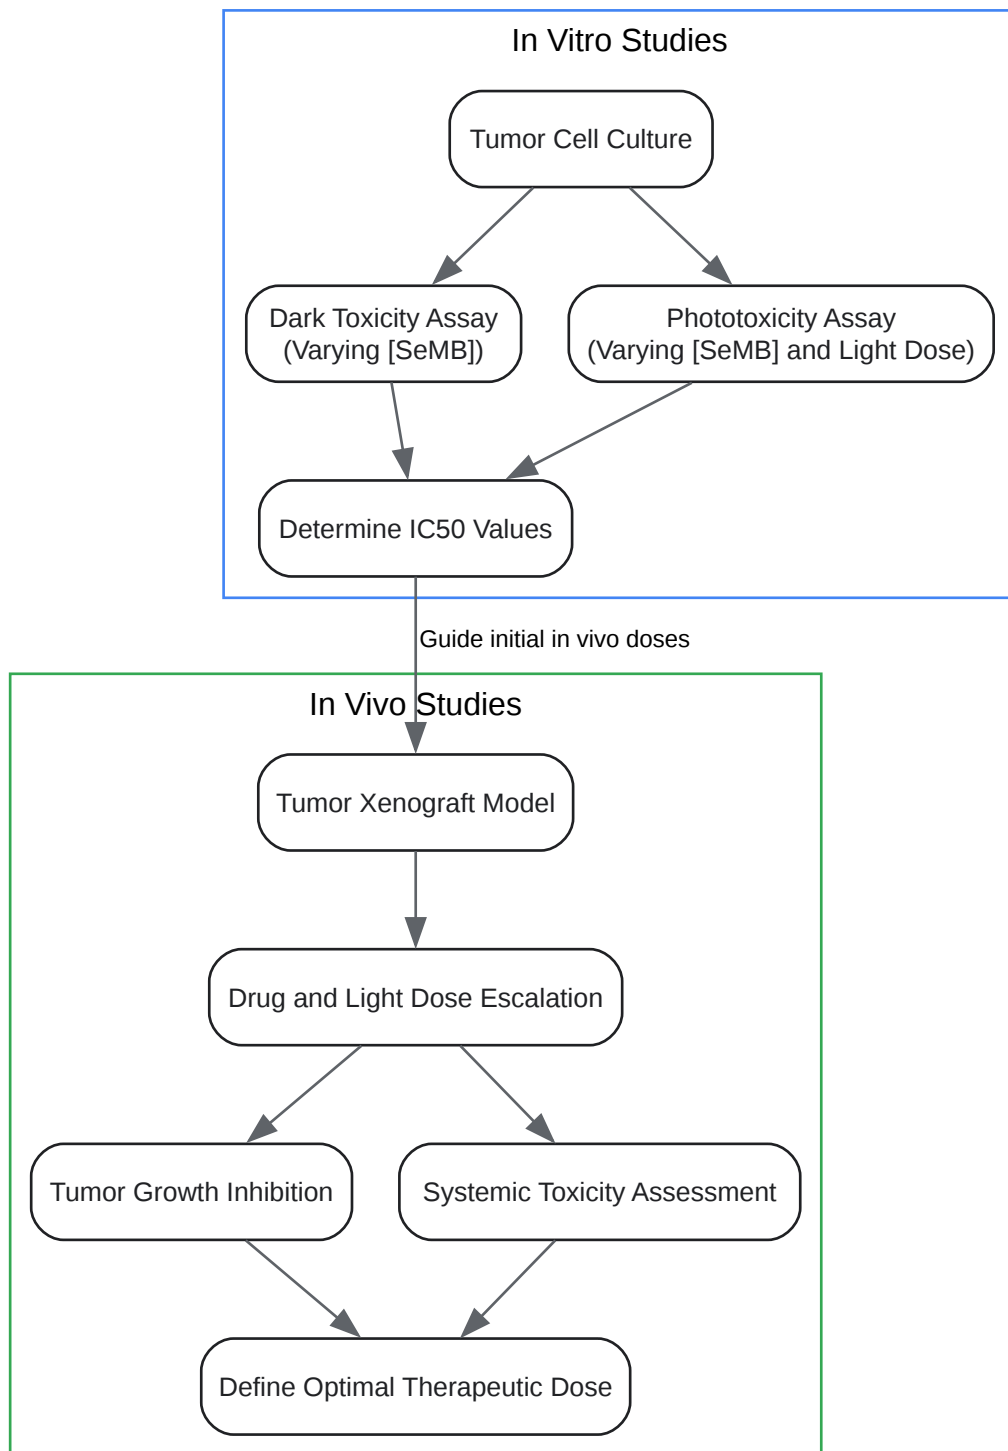 In Vitro Studies
Tumor Cell Culture
Dark Toxicity Assay
(Varying [SeMB])
Phototoxicity Assay
(Varying [SeMB] and Light Dose)
Determine IC50 Values
Guide initial in vivo doses
In Vivo Studies
Tumor Xenograft Model
Drug and Light Dose Escalation
Tumor Growth Inhibition
Systemic Toxicity Assessment
Define Optimal Therapeutic Dose